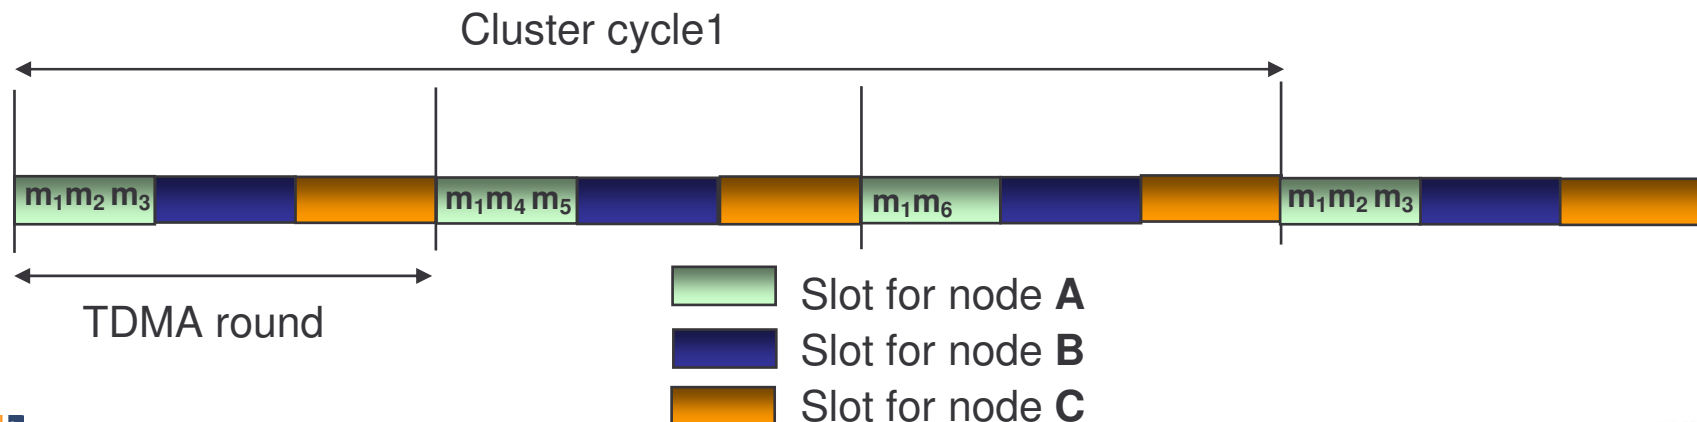 Cluster cycle1
m₁m₂ m₃ m₁m₄ m₅ m₁m₆ m₁m₂ m₃
TDMA round
Slot for node A
Slot for node B
Slot for node C